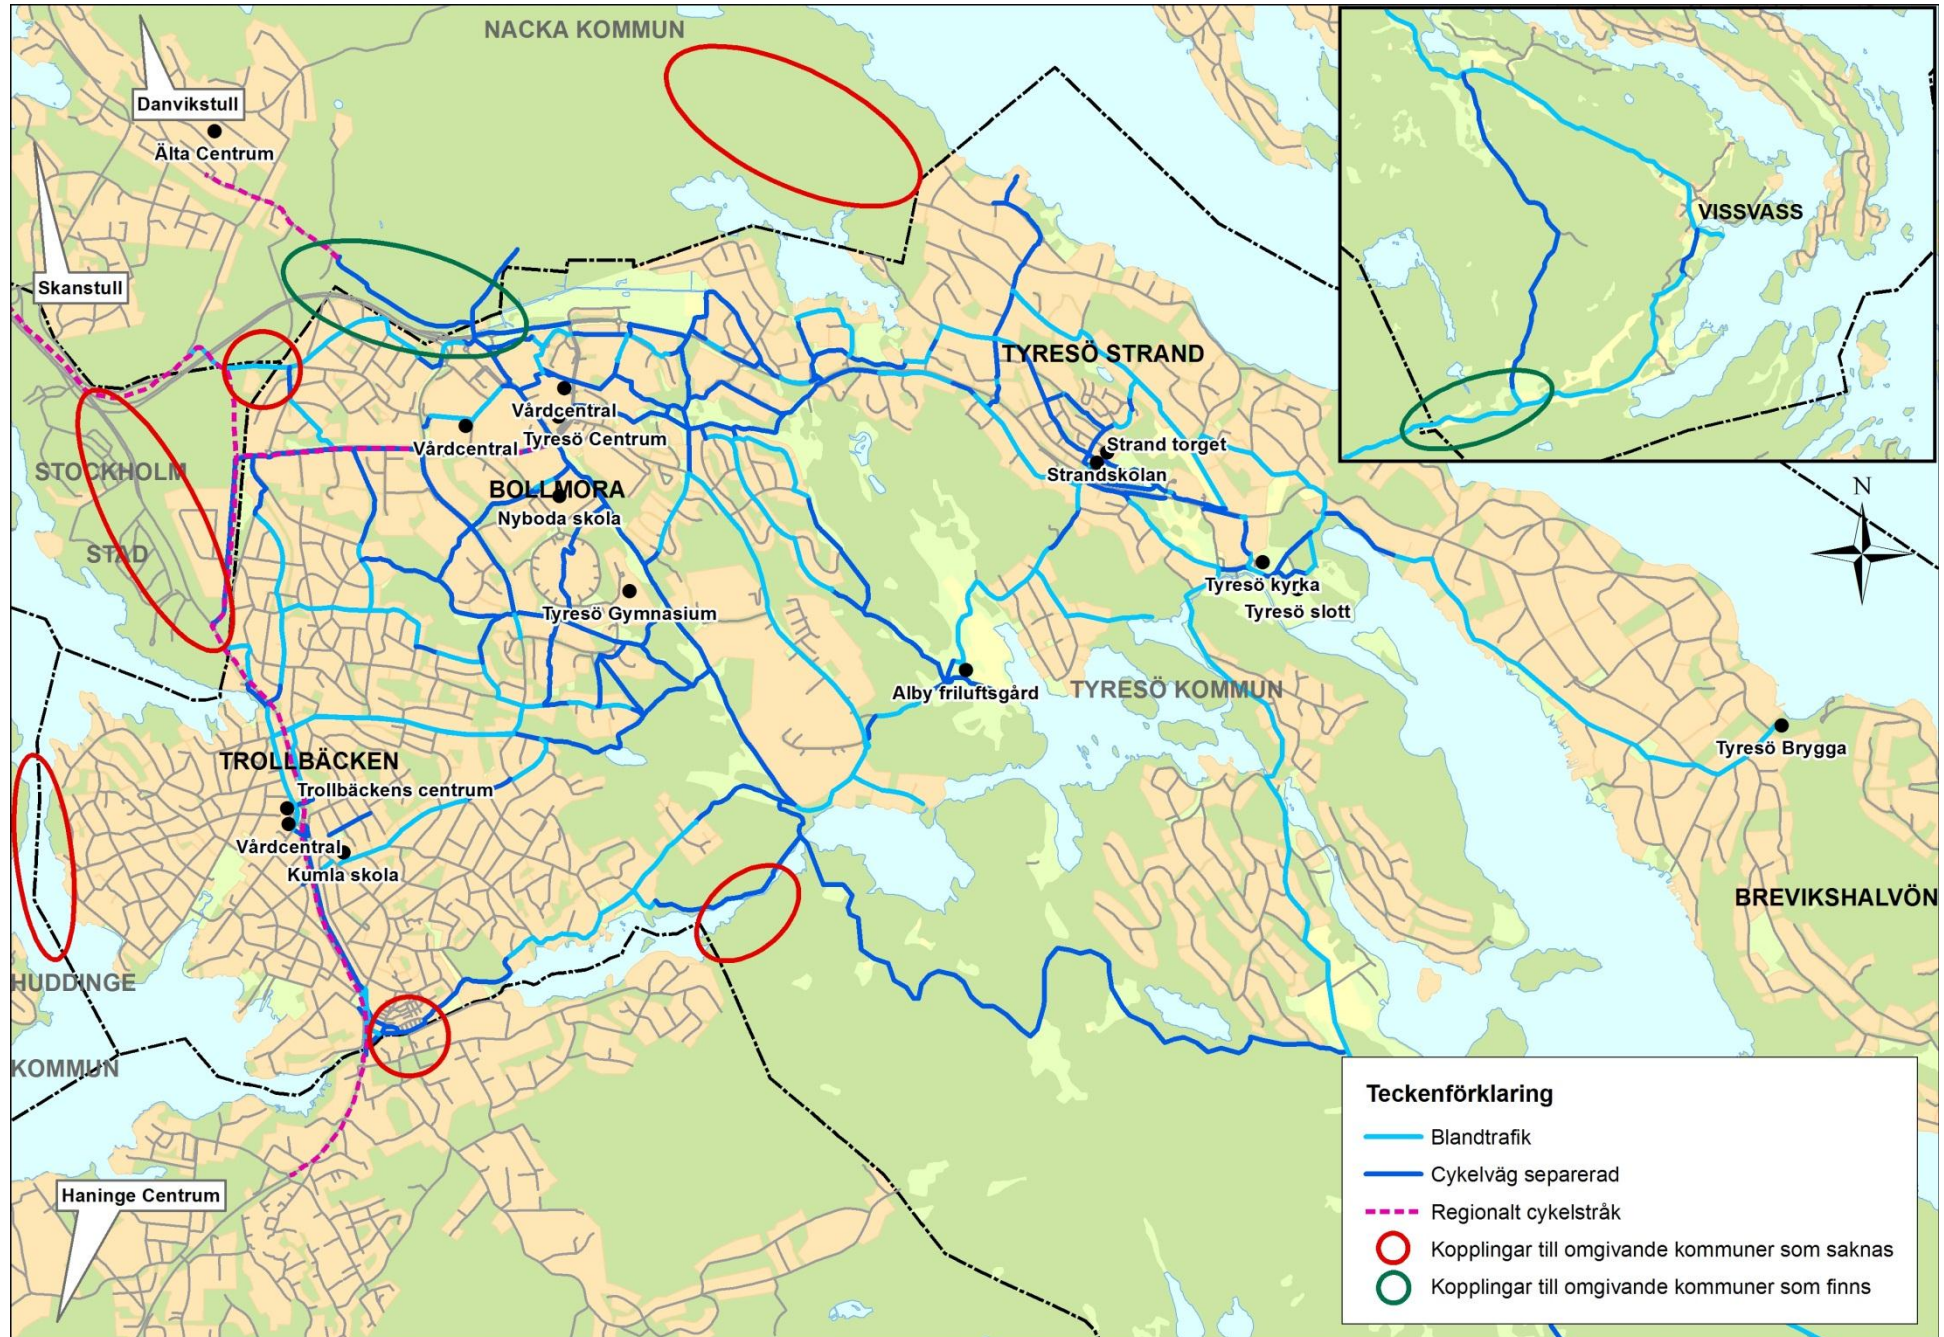 NACKA KOMMUN
Danvikstull
Älta Centrum
Skanstull
VISSVASS
TYRESÖ STRAND
Vårdcentral
Tyresö Centrum
Vårdcentral
Strand torget
Strandskolan
STOCKHOLM
STAD
BOLLMORA
Nyboda skola
N
Tyresö kyrka
Tyresö slott
Tyresö Gymnasium
Alby friluftsgård
TYRESÖ KOMMUN
Tyresö Brygga
TROLLBÄCKEN
Trollbäckens centrum
Vårdcentral
Kumla skola
BREVIKSHALVÖN
HUDDINGE
KOMMUN
Haninge Centrum
Teckenförklaring
Blandtrafik
Cykelväg separerad
Regionalt cykelstråk
Kopplingar till omgivande kommuner som saknas
Kopplingar till omgivande kommuner som finns